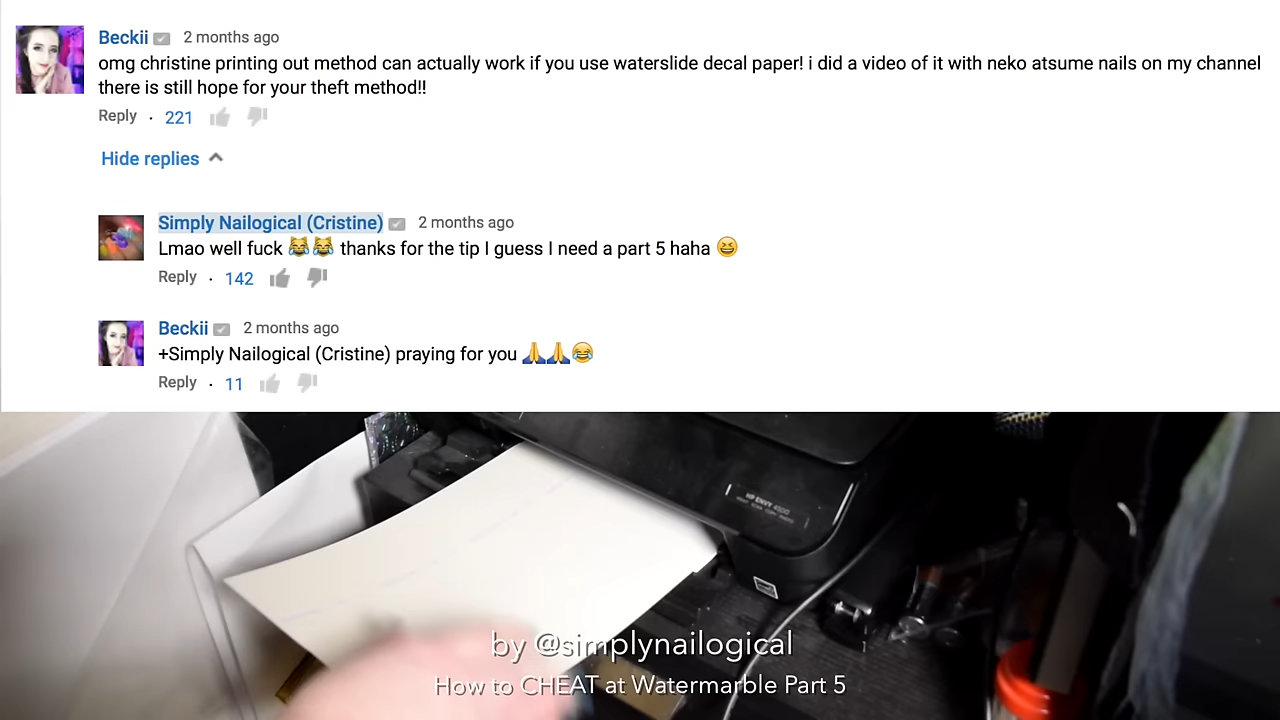 Beckii 2 months ago
omg christine printing out method can actually work if you use waterslide decal paper! i did a video of it with neko atsume nails on my channel
there is still hope for your theft method!!
Reply · 221
Hide replies
Simply Nailogical (Cristine) 2 months ago
Lmao well fuck 😹😹 thanks for the tip I guess I need a part 5 haha 😆
Reply · 142
Beckii 2 months ago
+Simply Nailogical (Cristine) praying for you 🙏🙏😂
Reply · 11
HP ENVY 4500
by @simplynailogical
How to CHEAT at Watermarble Part 5